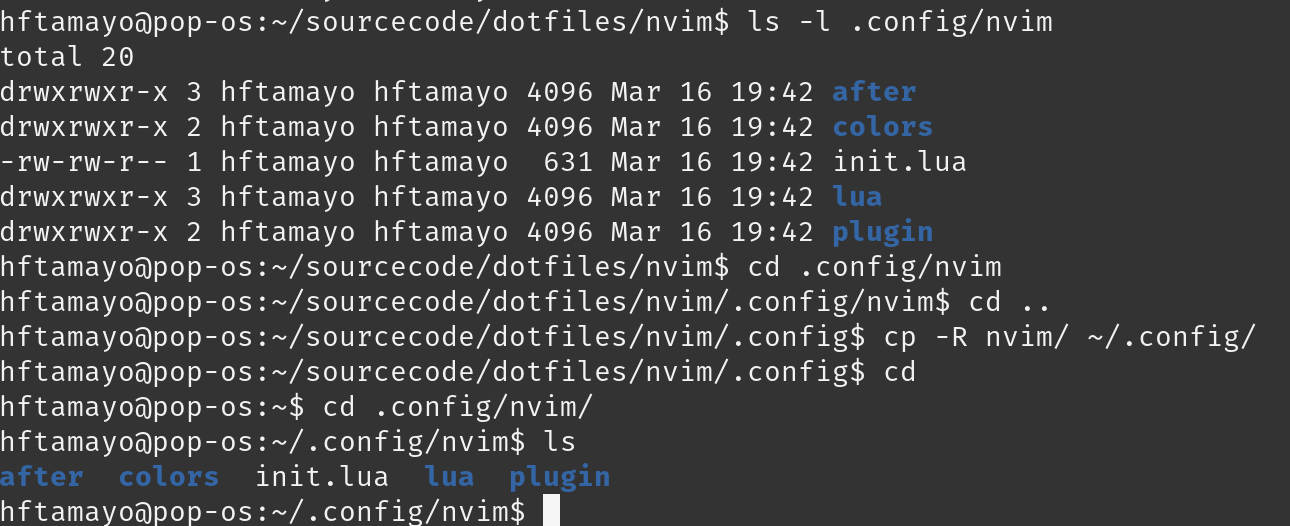 hftamayo@pop-os:~/sourcecode/dotfiles/nvim$ ls -l .config/nvim
total 20
drwxrwxr-x 3 hftamayo hftamayo 4096 Mar 16 19:42 after
drwxrwxr-x 2 hftamayo hftamayo 4096 Mar 16 19:42 colors
-rw-rw-r-- 1 hftamayo hftamayo  631 Mar 16 19:42 init.lua
drwxrwxr-x 3 hftamayo hftamayo 4096 Mar 16 19:42 lua
drwxrwxr-x 2 hftamayo hftamayo 4096 Mar 16 19:42 plugin
hftamayo@pop-os:~/sourcecode/dotfiles/nvim$ cd .config/nvim
hftamayo@pop-os:~/sourcecode/dotfiles/nvim/.config/nvim$ cd ..
hftamayo@pop-os:~/sourcecode/dotfiles/nvim/.config$ cp -R nvim/ ~/.config/
hftamayo@pop-os:~/sourcecode/dotfiles/nvim/.config$ cd
hftamayo@pop-os:~$ cd .config/nvim/
hftamayo@pop-os:~/.config/nvim$ ls
after  colors  init.lua  lua  plugin
hftamayo@pop-os:~/.config/nvim$